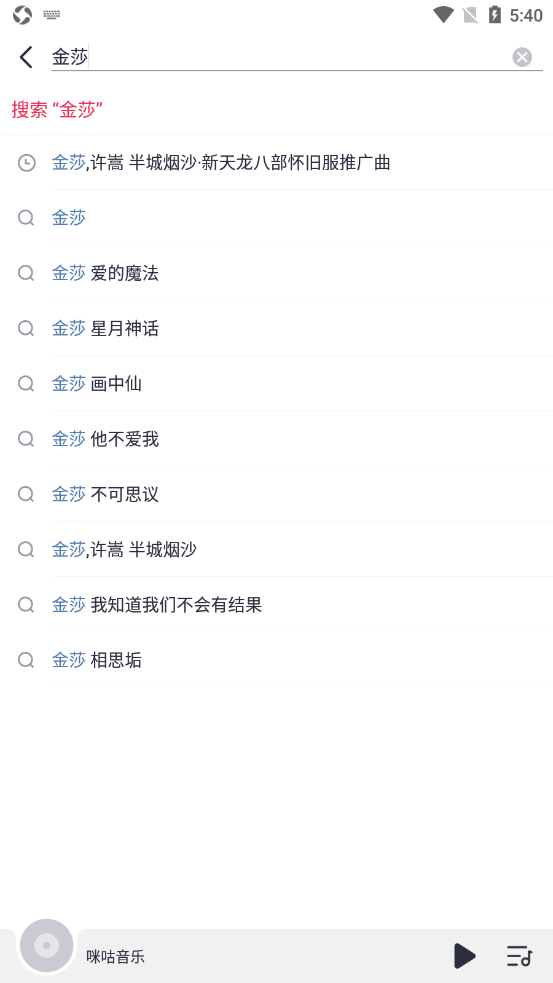 5:40
金莎
搜索 “金莎”
金莎,许嵩 半城烟沙·新天龙八部怀旧服推广曲
金莎
金莎 爱的魔法
金莎 星月神话
金莎 画中仙
金莎 他不爱我
金莎 不可思议
金莎,许嵩 半城烟沙
金莎 我知道我们不会有结果
金莎 相思垢
咪咕音乐